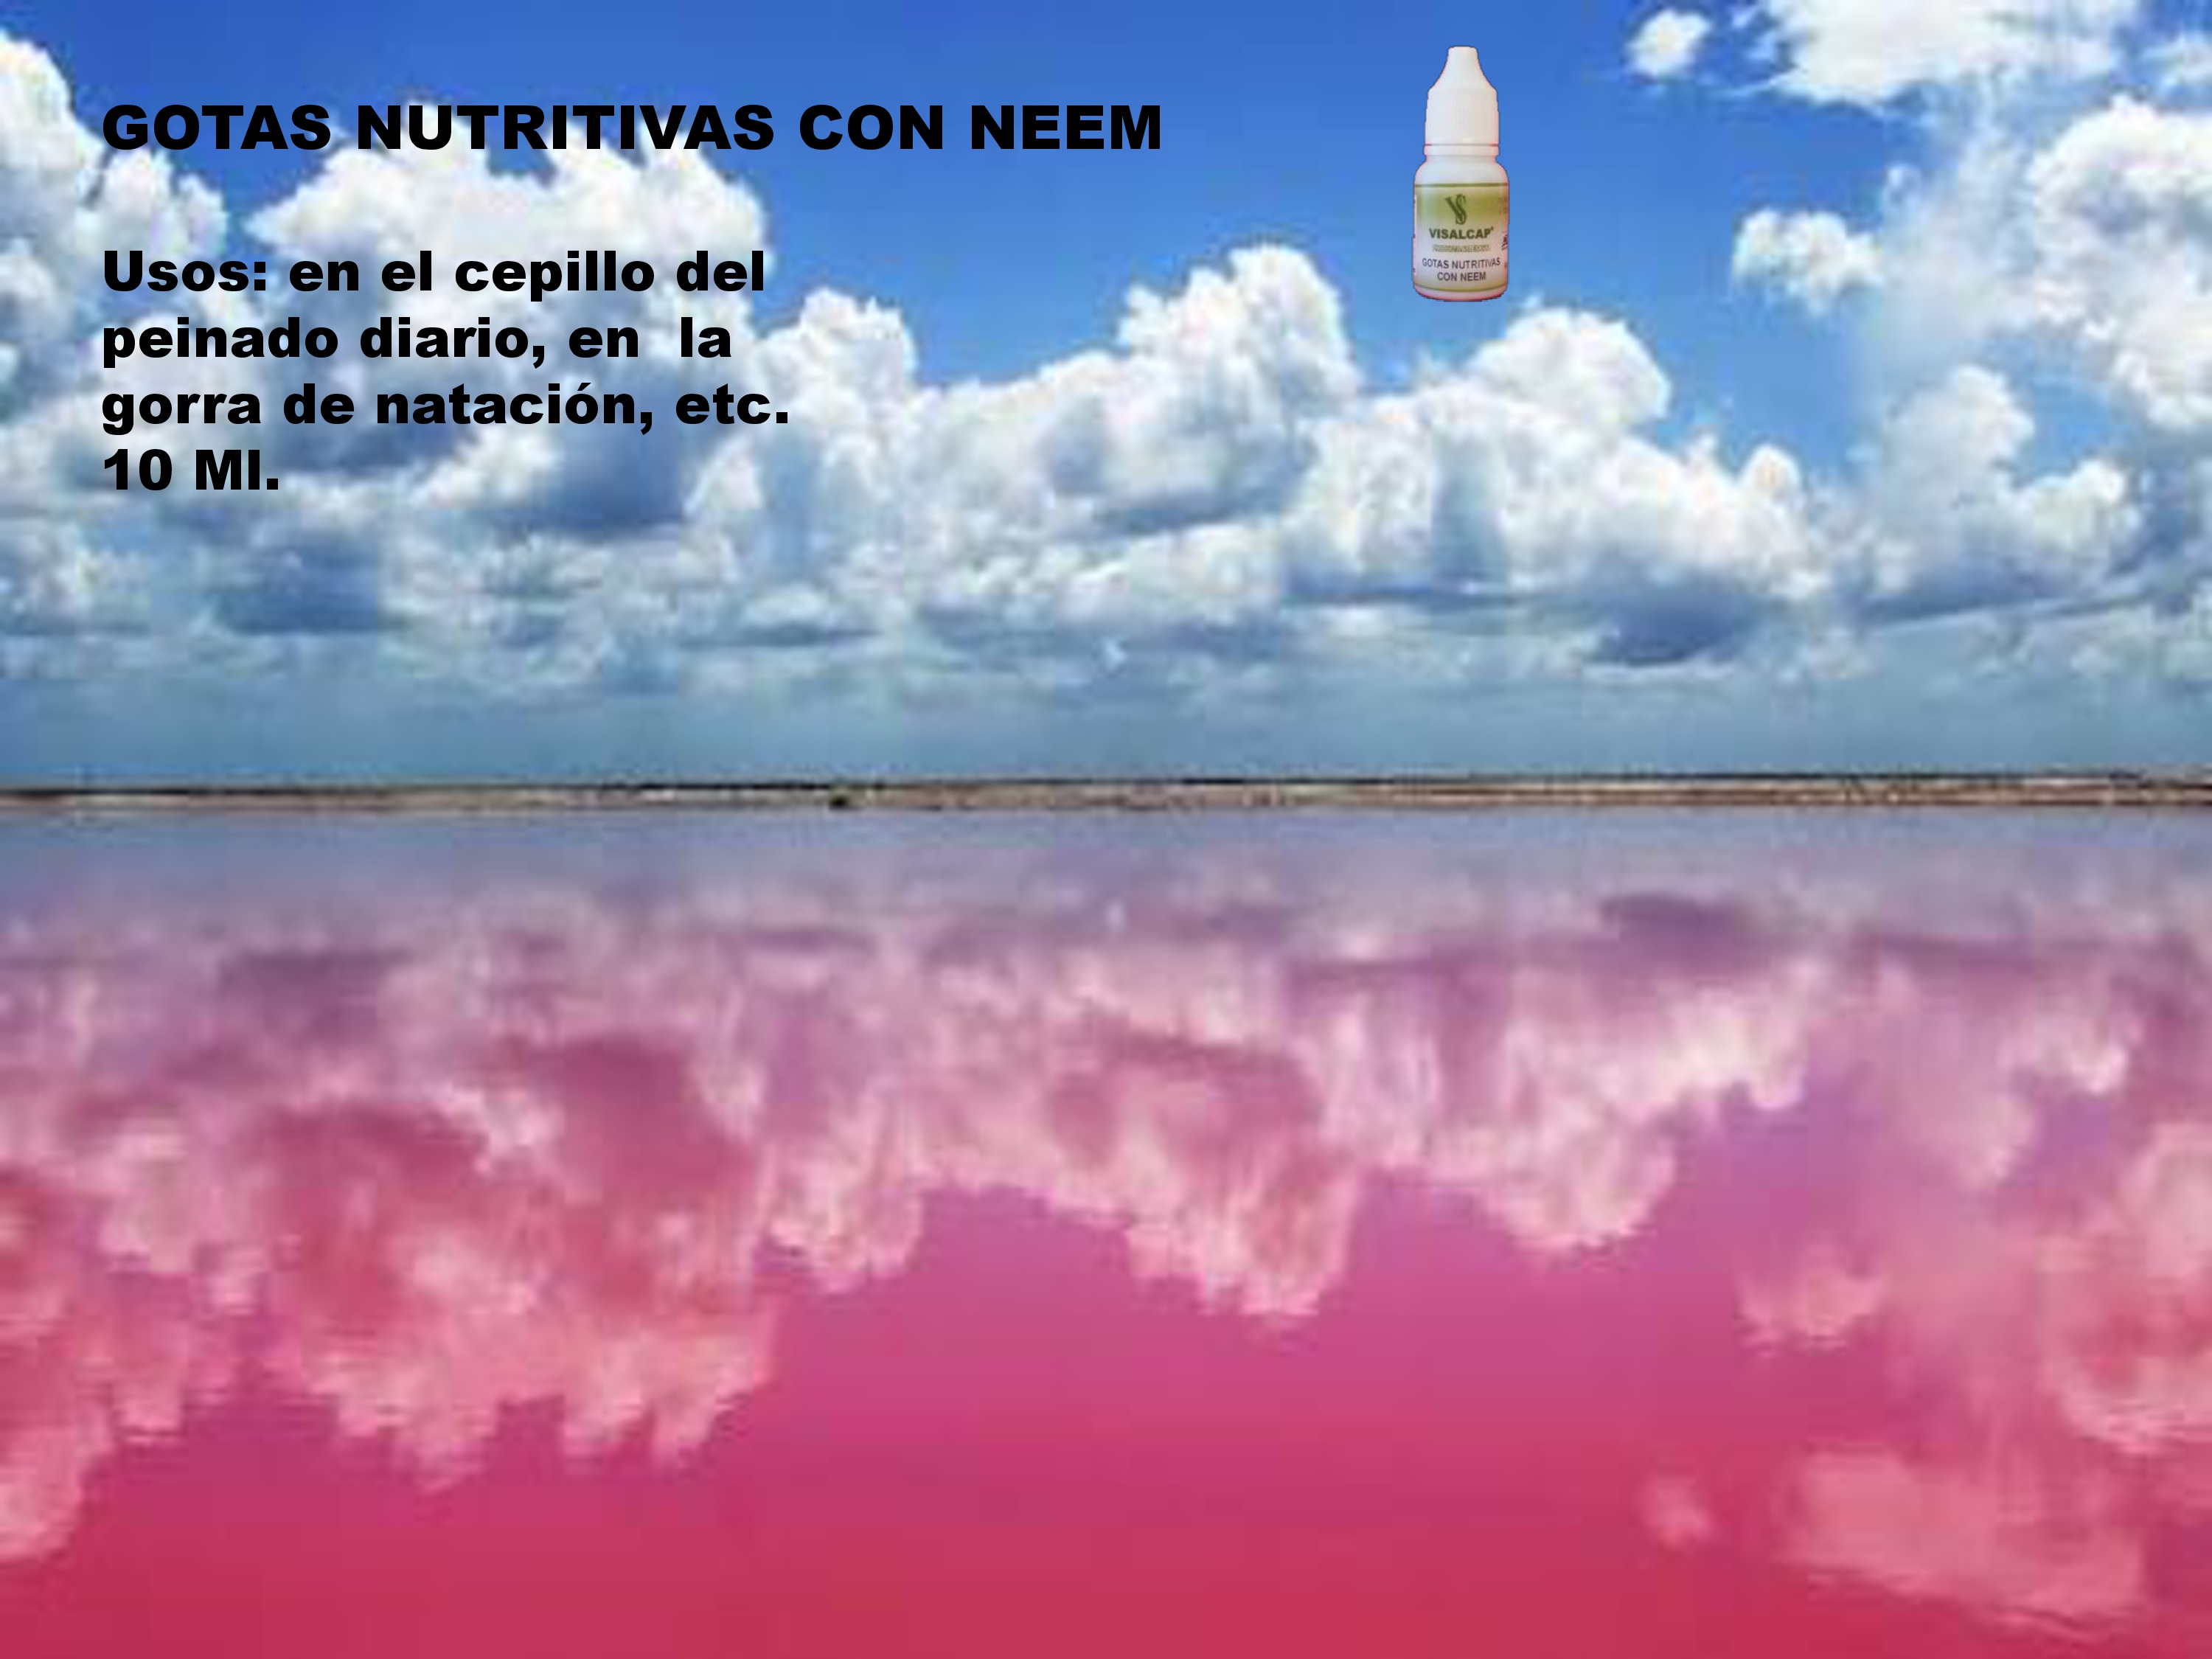 GOTAS NUTRITIVAS CON NEEM
Usos: en el cepillo del
peinado diario, en  la
gorra de natación, etc.
10 Ml.
VS
VISALCAP
GOTAS NUTRITIVAS
CON NEEM